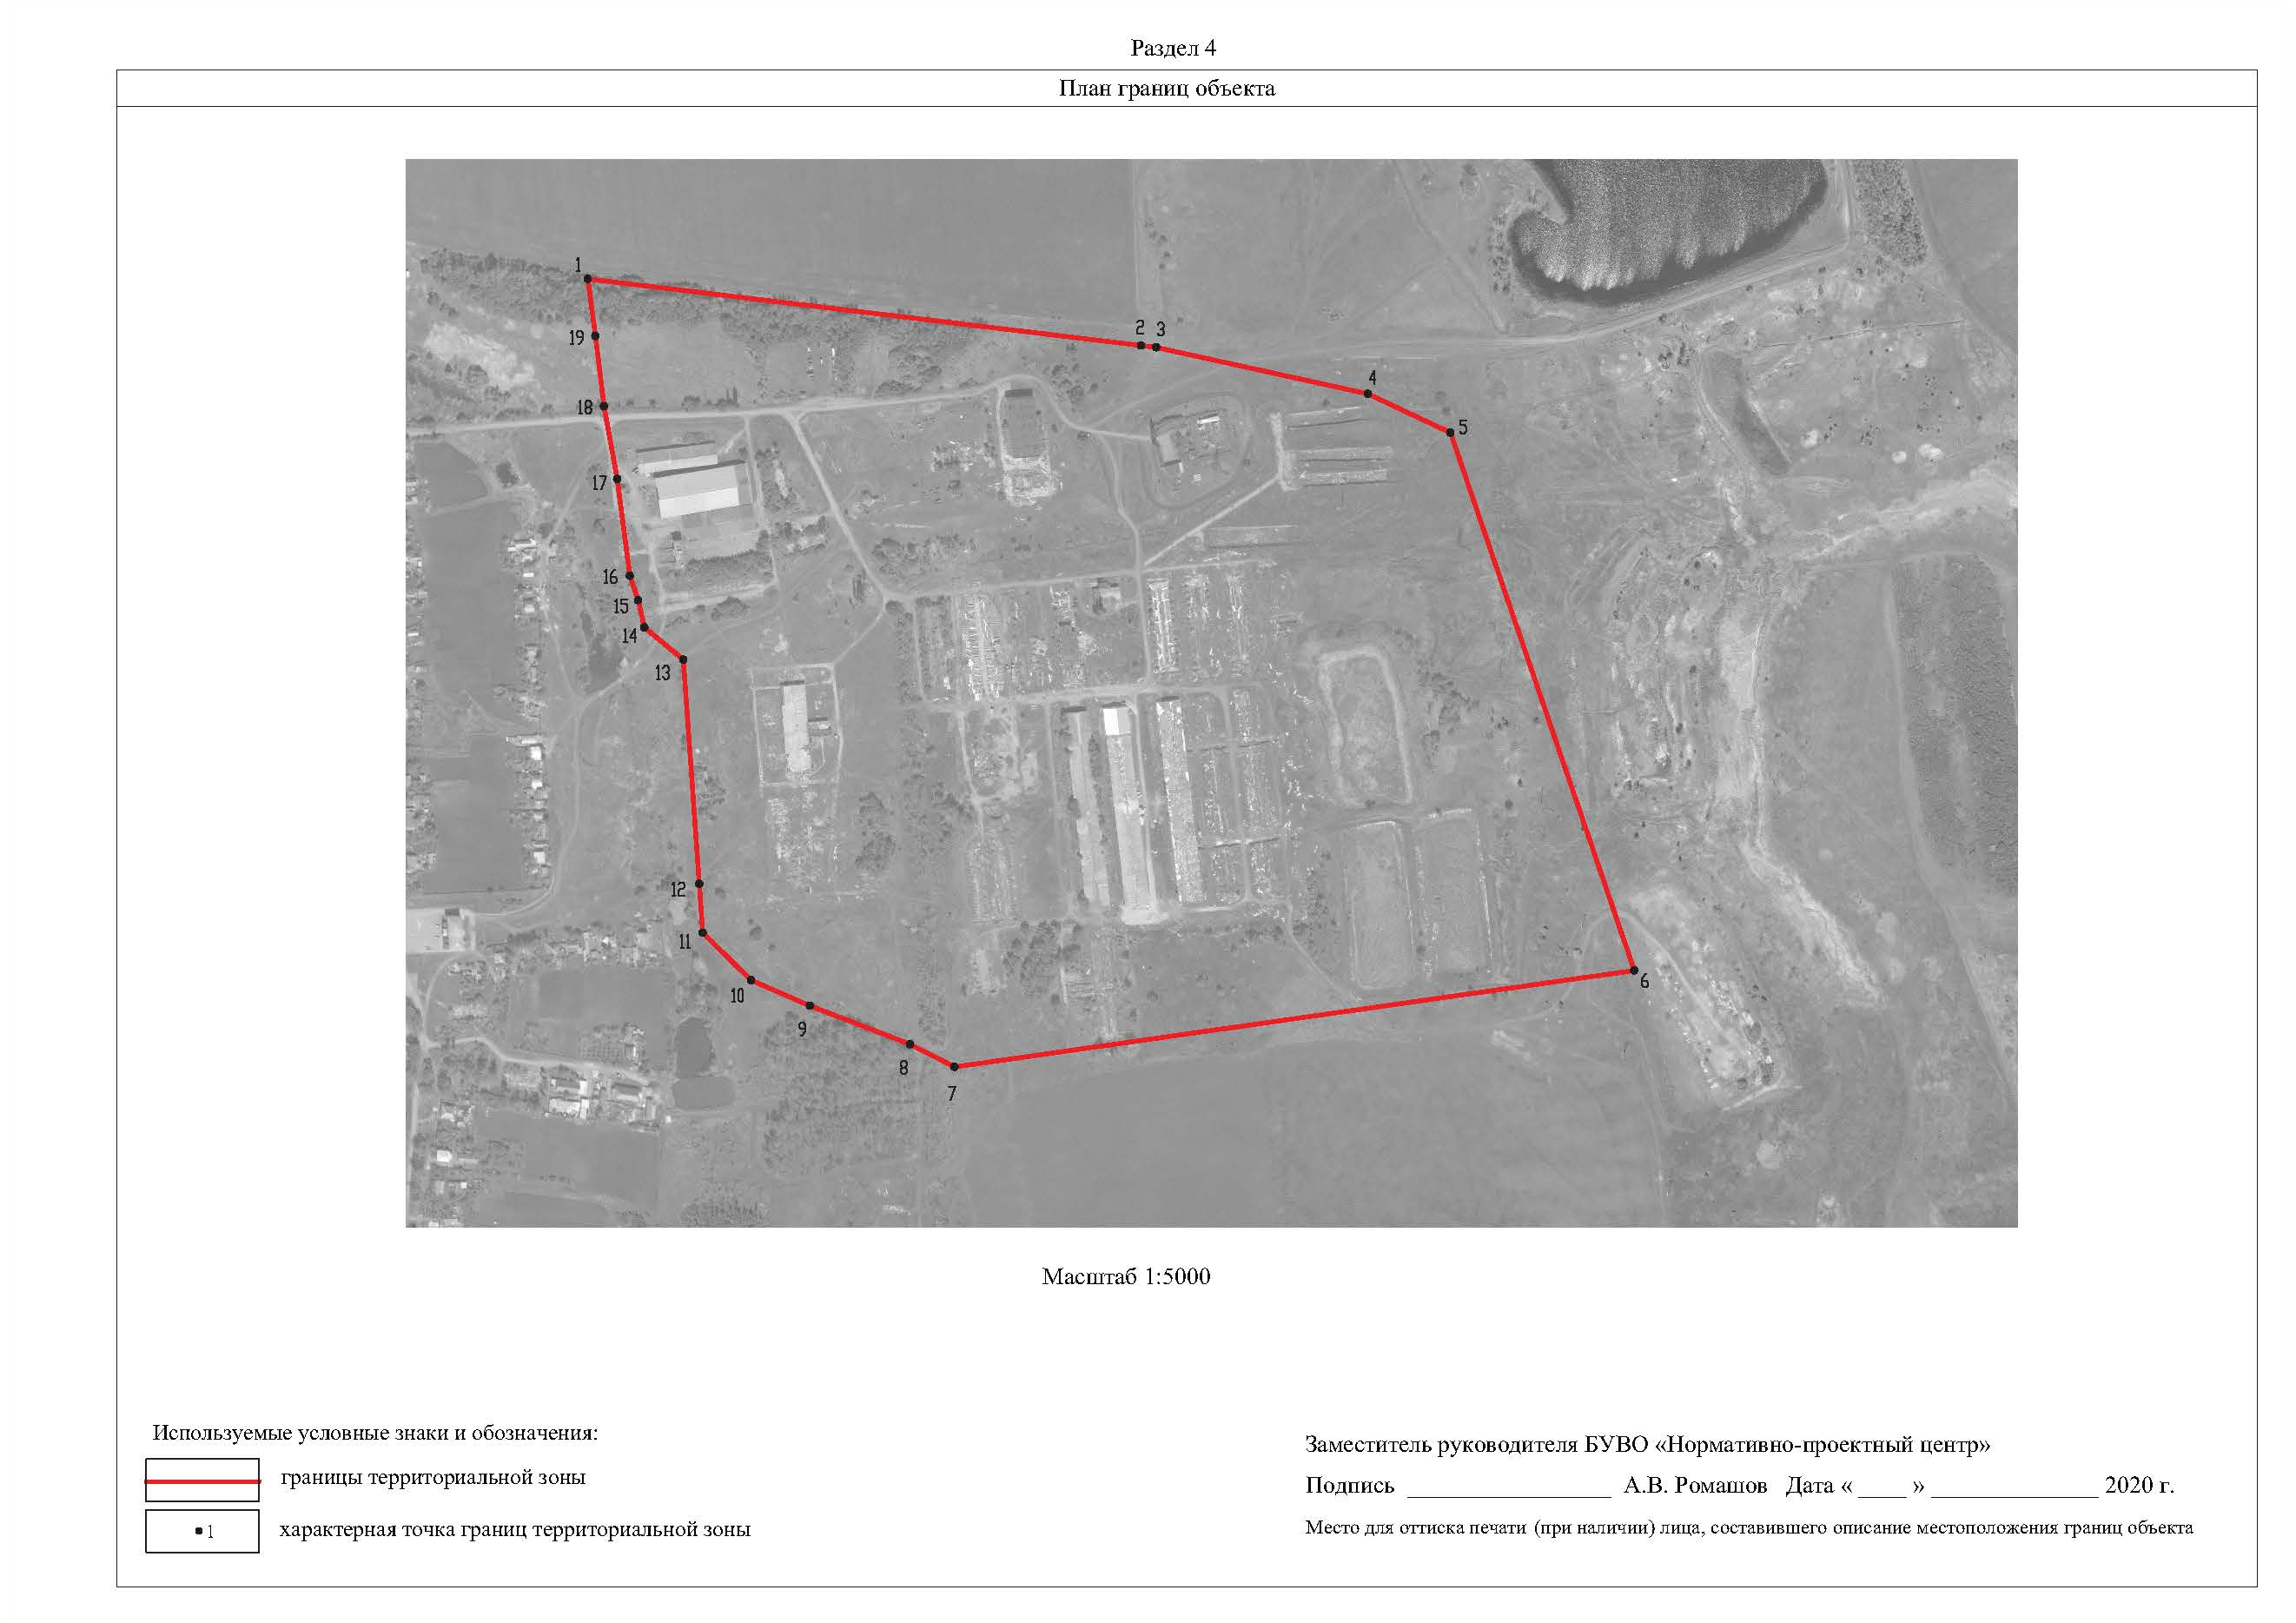 Раздел 4
План границ объекта
1
2 3
4
5
6
7
8
9
10
11
12
13
14
15
16
17
18
19
Масштаб 1:5000
Используемые условные знаки и обозначения:
границы территориальной зоны
1 характерная точка границ территориальной зоны
Заместитель руководителя БУВО «Нормативно-проектный центр»
Подпись _________________ А.В. Ромашов Дата « ____ » ______________ 2020 г.
Место для оттиска печати (при наличии) лица, составившего описание местоположения границ объекта